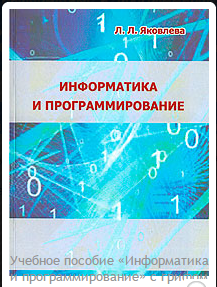 Л. Л. Яковлева
ИНФОРМАТИКА
И ПРОГРАММИРОВАНИЕ
Учебное пособие «Информатика
и программирование» с грифом